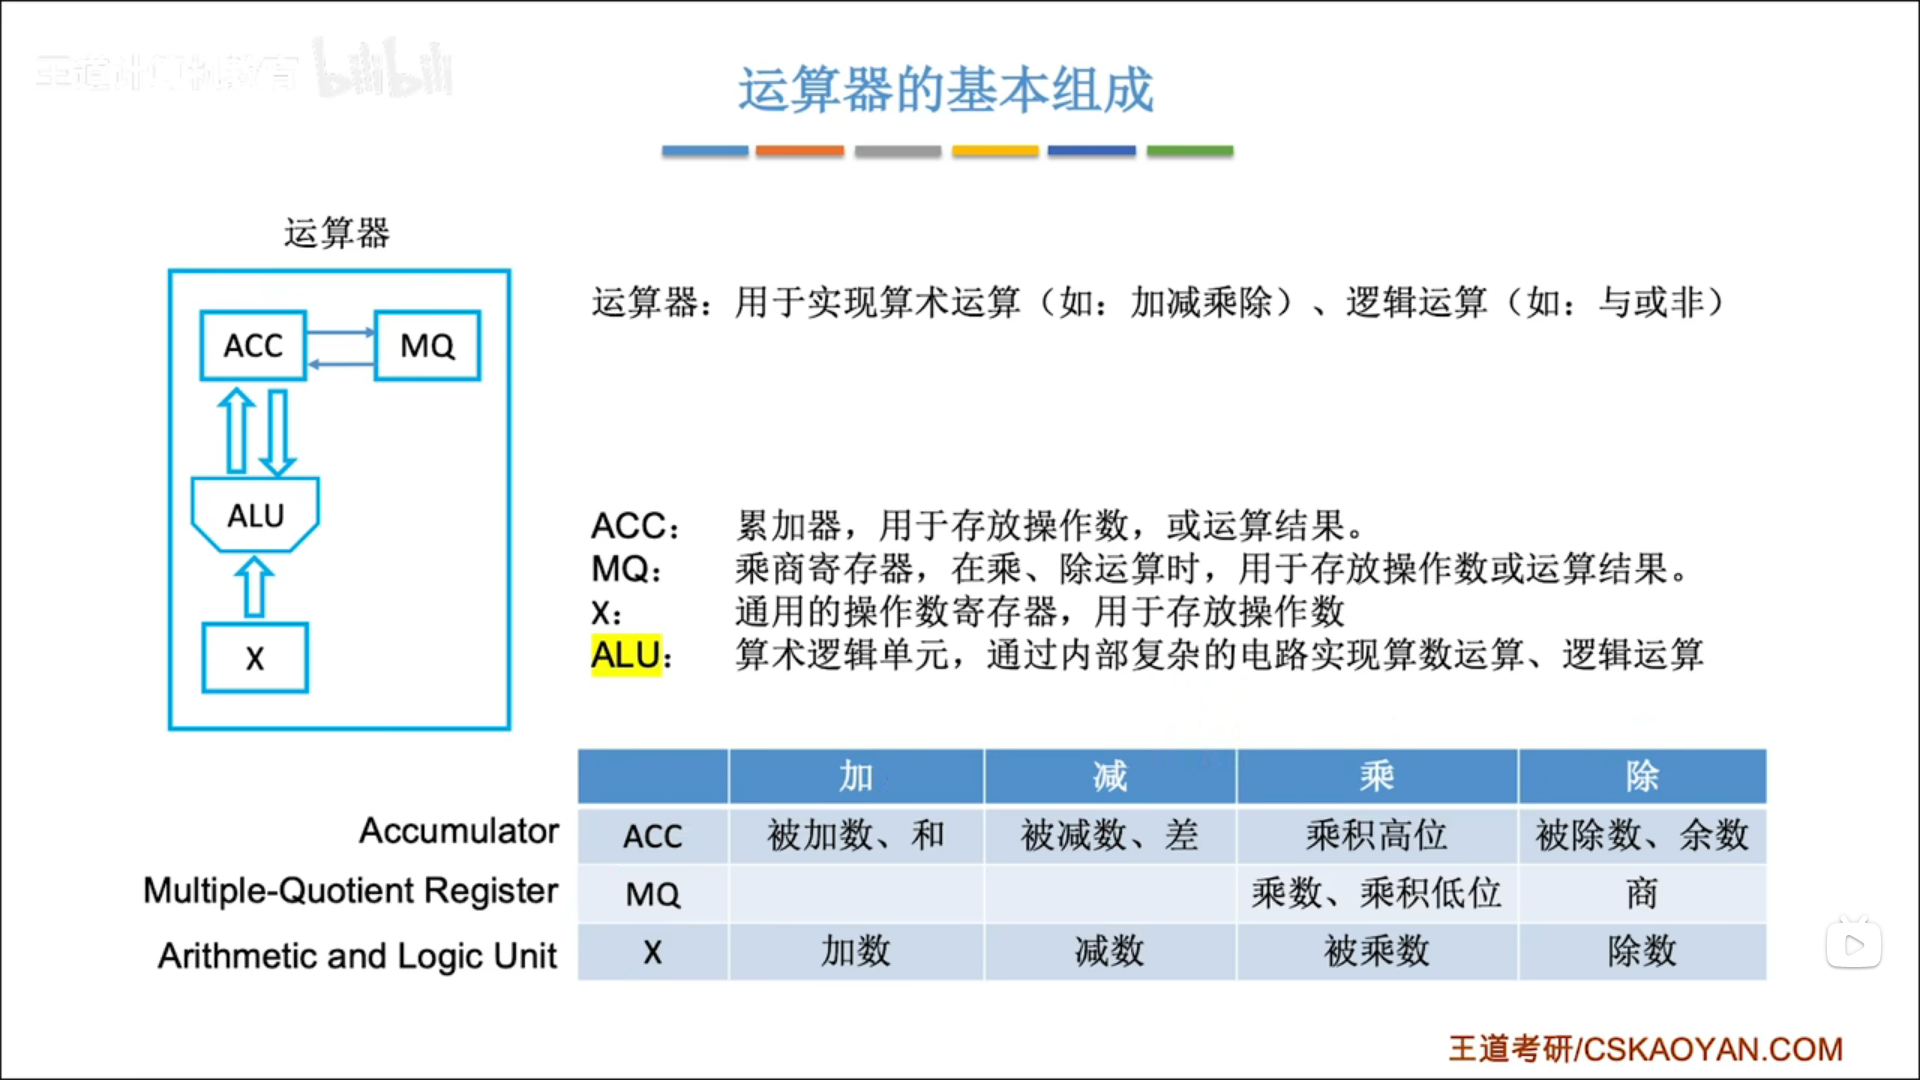 王道计算机教育 bilibili
运算器的基本组成
运算器
ACC
MQ
ALU
X
运算器：用于实现算术运算（如：加减乘除）、逻辑运算（如：与或非）
ACC： 累加器，用于存放操作数，或运算结果。
MQ： 乘商寄存器，在乘、除运算时，用于存放操作数或运算结果。
X： 通用的操作数寄存器，用于存放操作数
ALU： 算术逻辑单元，通过内部复杂的电路实现算数运算、逻辑运算
加 减 乘 除
Accumulator ACC 被加数、和 被减数、差 乘积高位 被除数、余数
Multiple-Quotient Register MQ 乘数、乘积低位 商
Arithmetic and Logic Unit X 加数 减数 被乘数 除数
王道考研/CSKAOYAN.COM